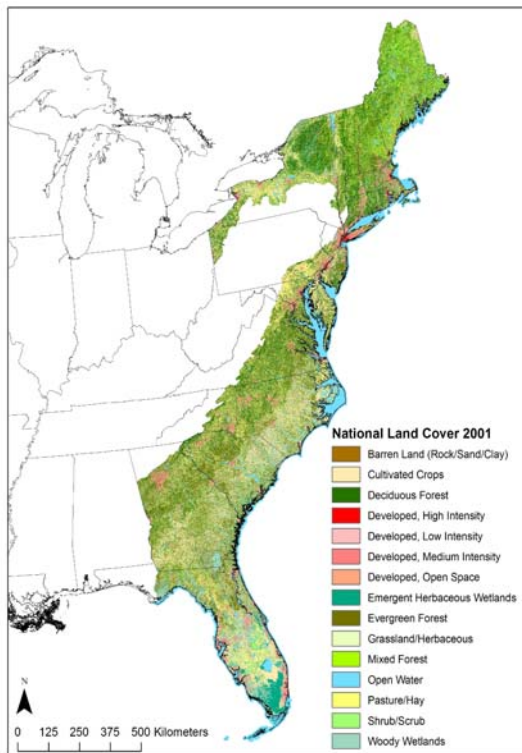 National Land Cover 2001
Barren Land (Rock/Sand/Clay)
Cultivated Crops
Deciduous Forest
Developed, High Intensity
Developed, Low Intensity
Developed, Medium Intensity
Developed, Open Space
Emergent Herbaceous Wetlands
Evergreen Forest
Grassland/Herbaceous
Mixed Forest
Open Water
Pasture/Hay
Shrub/Scrub
Woody Wetlands
N
0 125 250 375 500 Kilometers